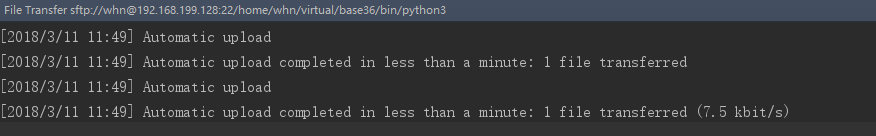 File Transfer sftp://whn@192.168.199.128:22/home/whn/virtual/base36/bin/python3
[2018/3/11 11:49] Automatic upload
[2018/3/11 11:49] Automatic upload completed in less than a minute: 1 file transferred
[2018/3/11 11:49] Automatic upload
[2018/3/11 11:49] Automatic upload completed in less than a minute: 1 file transferred (7.5 kbit/s)